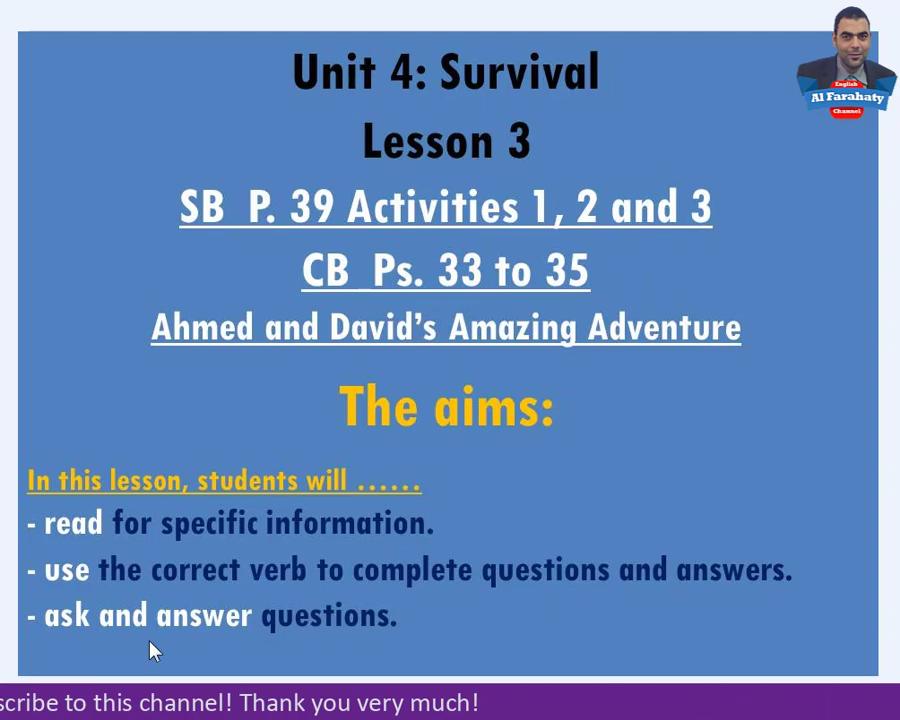 Unit 4: Survival
Lesson 3
SB P. 39 Activities 1, 2 and 3
CB Ps. 33 to 35
Ahmed and David's Amazing Adventure
The aims:
In this lesson, students will ......
- read for specific information.
- use the correct verb to complete questions and answers.
- ask and answer questions.
English
Al Farahaty
Channel
scribe to this channel! Thank you very much!